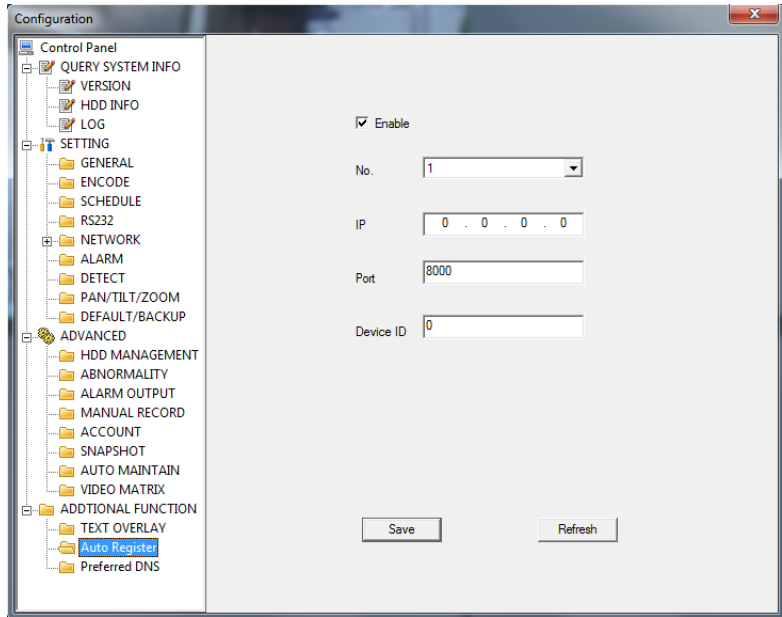 Configuration
Control Panel
QUERY SYSTEM INFO
VERSION
HDD INFO
LOG
SETTING
GENERAL
ENCODE
SCHEDULE
RS232
NETWORK
ALARM
DETECT
PAN/TILT/ZOOM
DEFAULT/BACKUP
ADVANCED
HDD MANAGEMENT
ABNORMALITY
ALARM OUTPUT
MANUAL RECORD
ACCOUNT
SNAPSHOT
AUTO MAINTAIN
VIDEO MATRIX
ADDTIONAL FUNCTION
TEXT OVERLAY
Auto Register
Preferred DNS
Enable
No. 1
IP 0 . 0 . 0 . 0
Port 8000
Device ID 0
Save Refresh